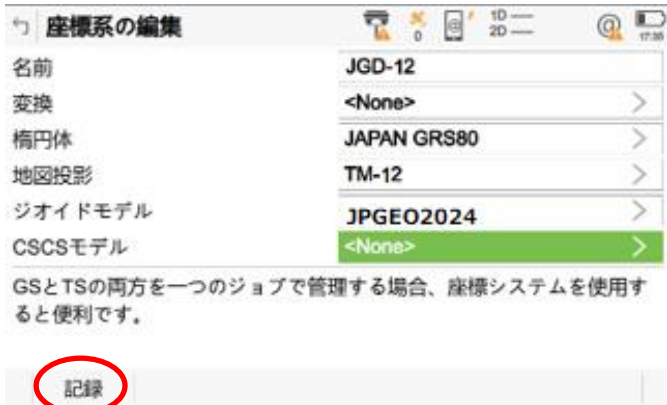 座標系の編集
0
1D
2D
17:35
名前 JGD-12
変換 <None>
楕円体 JAPAN GRS80
地図投影 TM-12
ジオイドモデル JPGEO2024
CSCSモデル <None>
GSとTSの両方を一つのジョブで管理する場合、座標システムを使用す
ると便利です。
記録